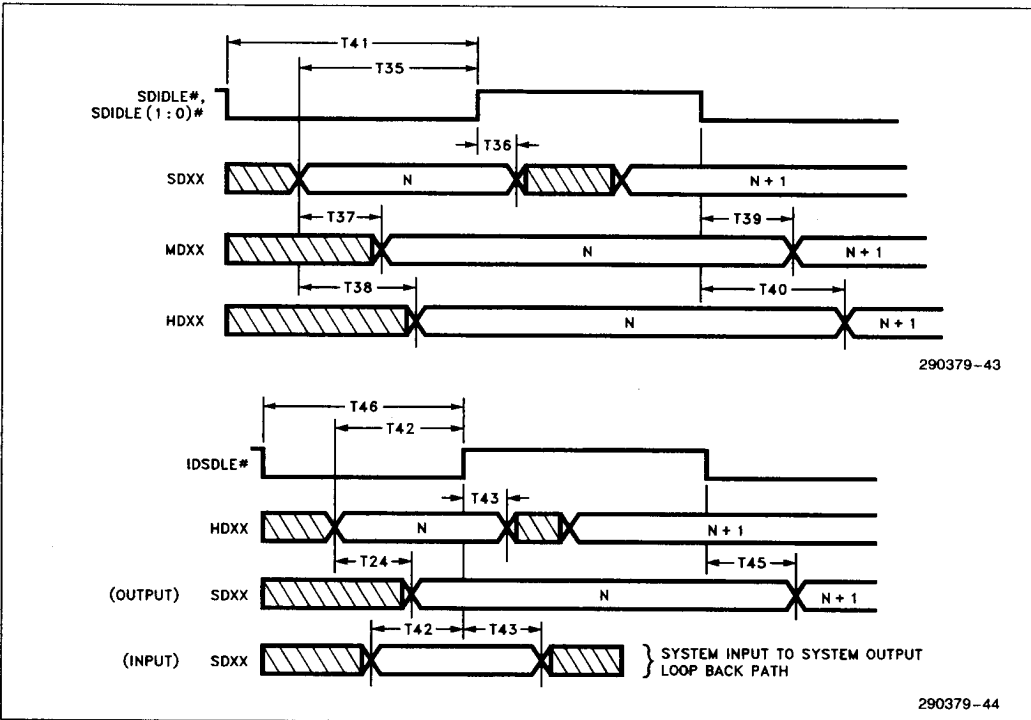 T41
T35
SDIDLE#,
SDIDLE(1:0)#
T36
SDXX N N + 1
T37 T39
MDXX N N + 1
T38 T40
HDXX N N + 1
290379-43
T46
T42
IDSDLE#
T43
HDXX N N + 1
T24 T45
(OUTPUT) SDXX N N + 1
T42 T43
(INPUT) SDXX } SYSTEM INPUT TO SYSTEM OUTPUT
LOOP BACK PATH
290379-44